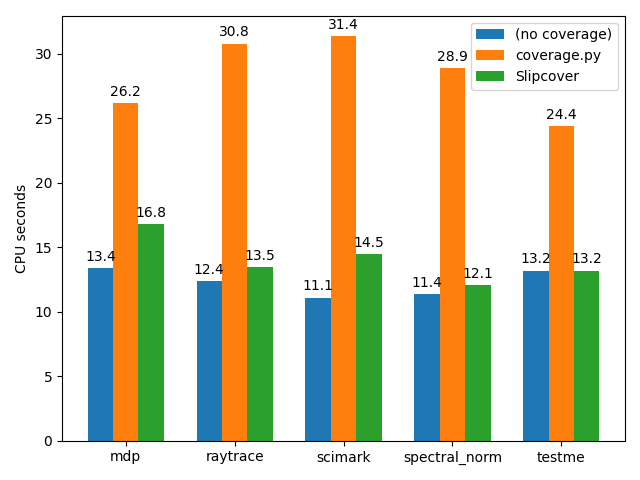 (no coverage)
coverage.py
Slipcover
CPU seconds
30
25
20
15
10
5
0
26.2
30.8
31.4
28.9
24.4
13.4
16.8
12.4
13.5
11.1
14.5
11.4
12.1
13.2
13.2
mdp
raytrace
scimark
spectral_norm
testme